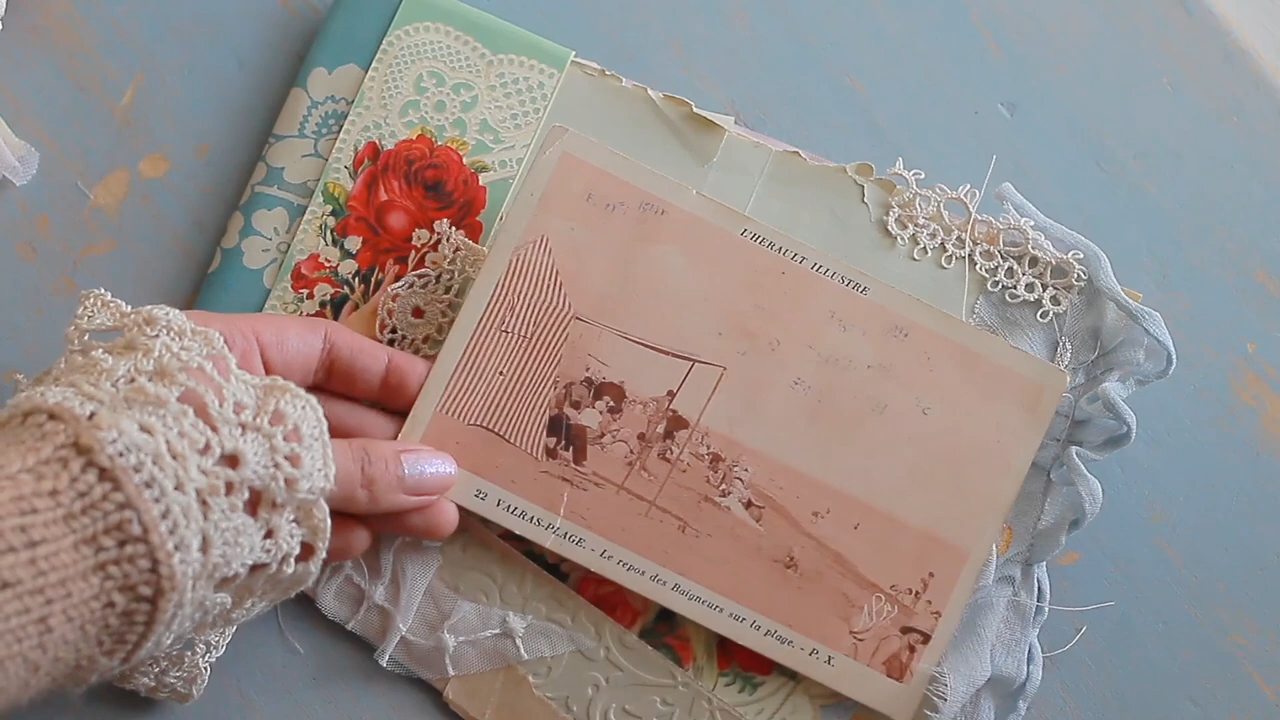 L'HERAULT ILLUSTRE
22 VALRAS-PLAGE. - Le repos des Baigneurs sur la plage. - P. X.